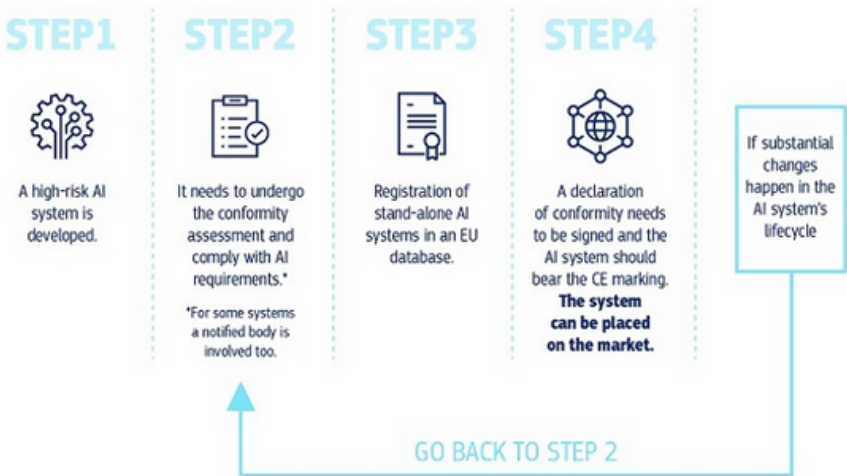 STEP1
A high-risk AI
system is
developed.
STEP2
It needs to undergo
the conformity
assessment and
comply with AI
requirements.*
*For some systems
a notified body is
involved too.
STEP3
Registration of
stand-alone AI
systems in an EU
database.
STEP4
A declaration
of conformity needs
to be signed and the
AI system should
bear the CE marking.
The system
can be placed
on the market.
If substantial
changes
happen in the
AI system's
lifecycle
GO BACK TO STEP 2